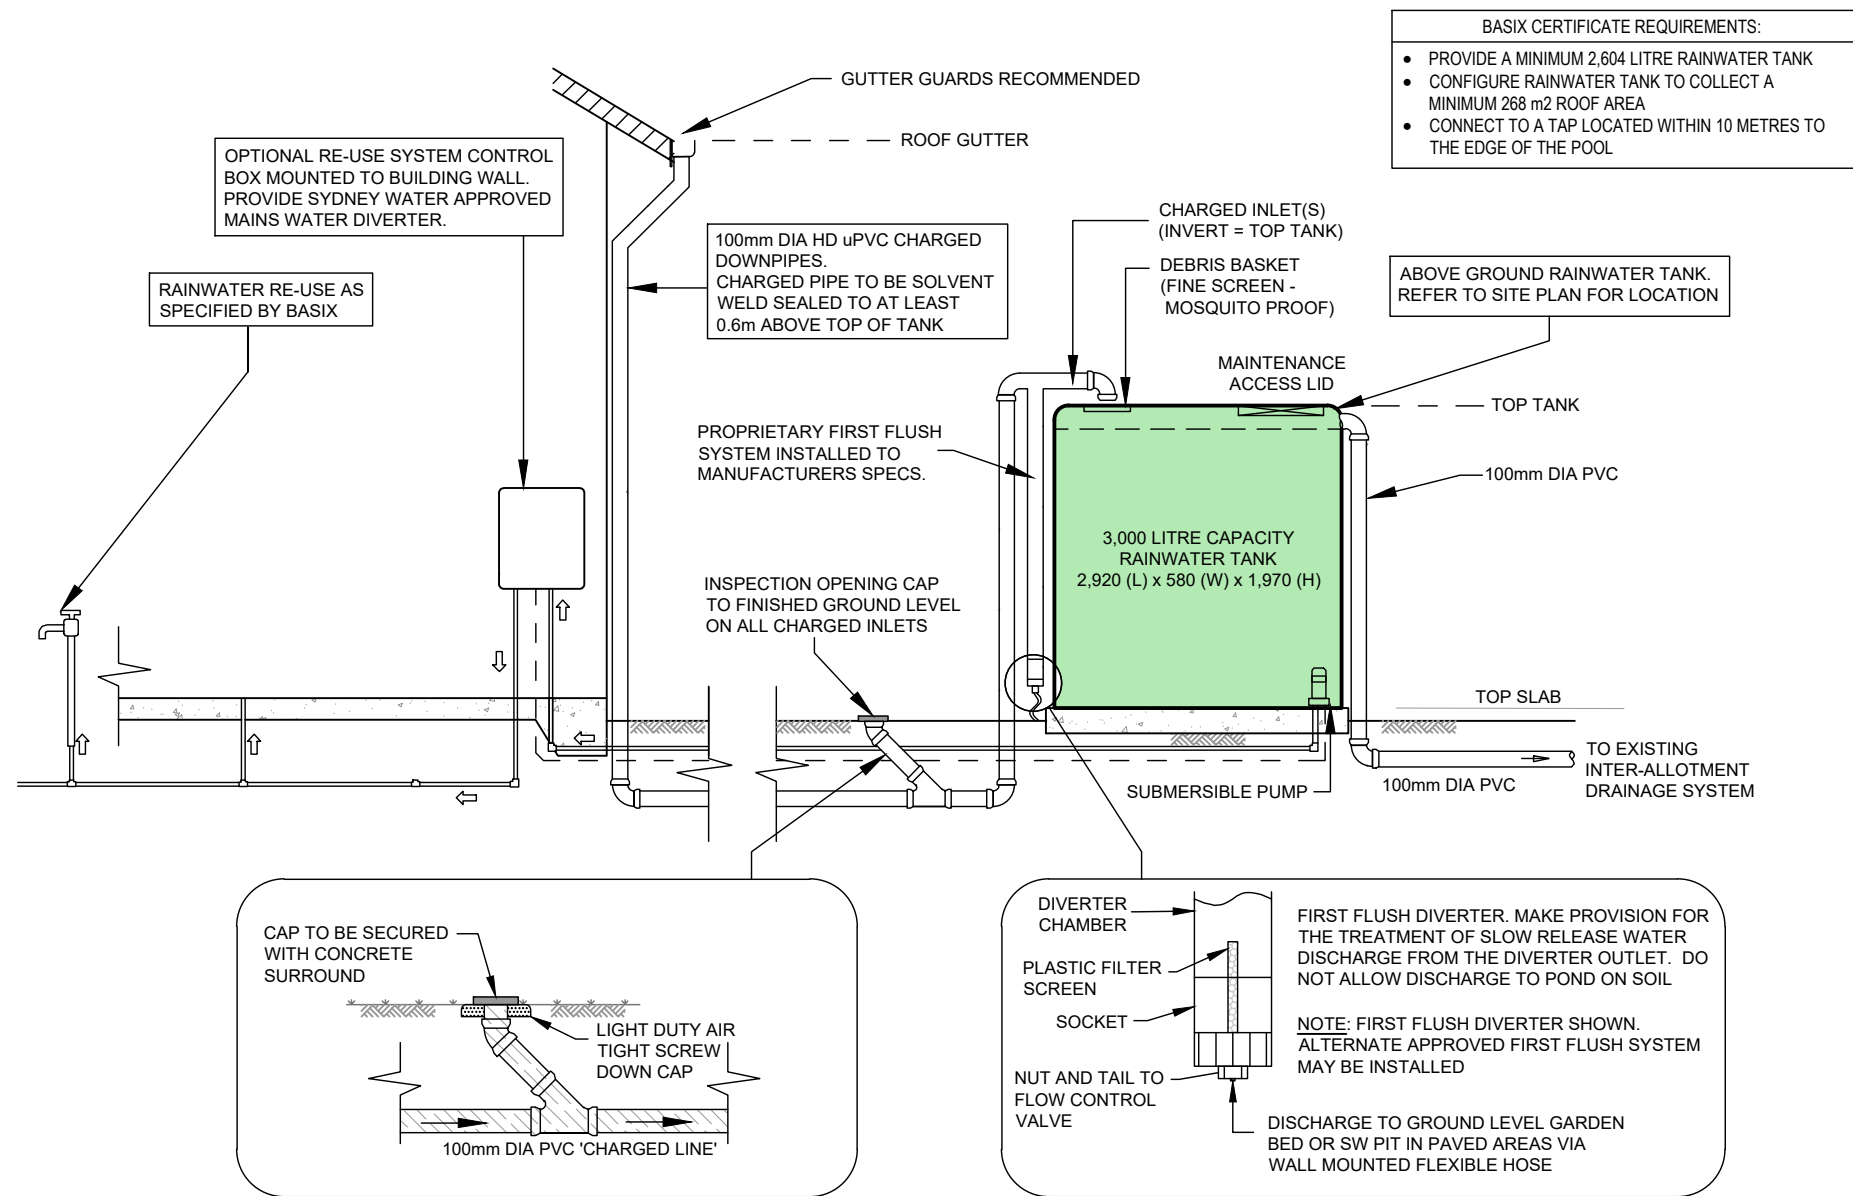 BASIX CERTIFICATE REQUIREMENTS:
• PROVIDE A MINIMUM 2,604 LITRE RAINWATER TANK
• CONFIGURE RAINWATER TANK TO COLLECT A
MINIMUM 268 m2 ROOF AREA
• CONNECT TO A TAP LOCATED WITHIN 10 METRES TO
THE EDGE OF THE POOL
GUTTER GUARDS RECOMMENDED
ROOF GUTTER
OPTIONAL RE-USE SYSTEM CONTROL
BOX MOUNTED TO BUILDING WALL.
PROVIDE SYDNEY WATER APPROVED
MAINS WATER DIVERTER.
RAINWATER RE-USE AS
SPECIFIED BY BASIX
100mm DIA HD uPVC CHARGED
DOWNPIPES.
CHARGED PIPE TO BE SOLVENT
WELD SEALED TO AT LEAST
0.6m ABOVE TOP OF TANK
CHARGED INLET(S)
(INVERT = TOP TANK)
DEBRIS BASKET
(FINE SCREEN -
MOSQUITO PROOF)
ABOVE GROUND RAINWATER TANK.
REFER TO SITE PLAN FOR LOCATION
MAINTENANCE
ACCESS LID
TOP TANK
PROPRIETARY FIRST FLUSH
SYSTEM INSTALLED TO
MANUFACTURERS SPECS.
100mm DIA PVC
3,000 LITRE CAPACITY
RAINWATER TANK
2,920 (L) x 580 (W) x 1,970 (H)
INSPECTION OPENING CAP
TO FINISHED GROUND LEVEL
ON ALL CHARGED INLETS
TOP SLAB
SUBMERSIBLE PUMP
100mm DIA PVC
TO EXISTING
INTER-ALLOTMENT
DRAINAGE SYSTEM
CAP TO BE SECURED
WITH CONCRETE
SURROUND
LIGHT DUTY AIR
TIGHT SCREW
DOWN CAP
100mm DIA PVC 'CHARGED LINE'
DIVERTER
CHAMBER
PLASTIC FILTER
SCREEN
SOCKET
NUT AND TAIL TO
FLOW CONTROL
VALVE
FIRST FLUSH DIVERTER. MAKE PROVISION FOR
THE TREATMENT OF SLOW RELEASE WATER
DISCHARGE FROM THE DIVERTER OUTLET. DO
NOT ALLOW DISCHARGE TO POND ON SOIL
NOTE: FIRST FLUSH DIVERTER SHOWN.
ALTERNATE APPROVED FIRST FLUSH SYSTEM
MAY BE INSTALLED
DISCHARGE TO GROUND LEVEL GARDEN
BED OR SW PIT IN PAVED AREAS VIA
WALL MOUNTED FLEXIBLE HOSE